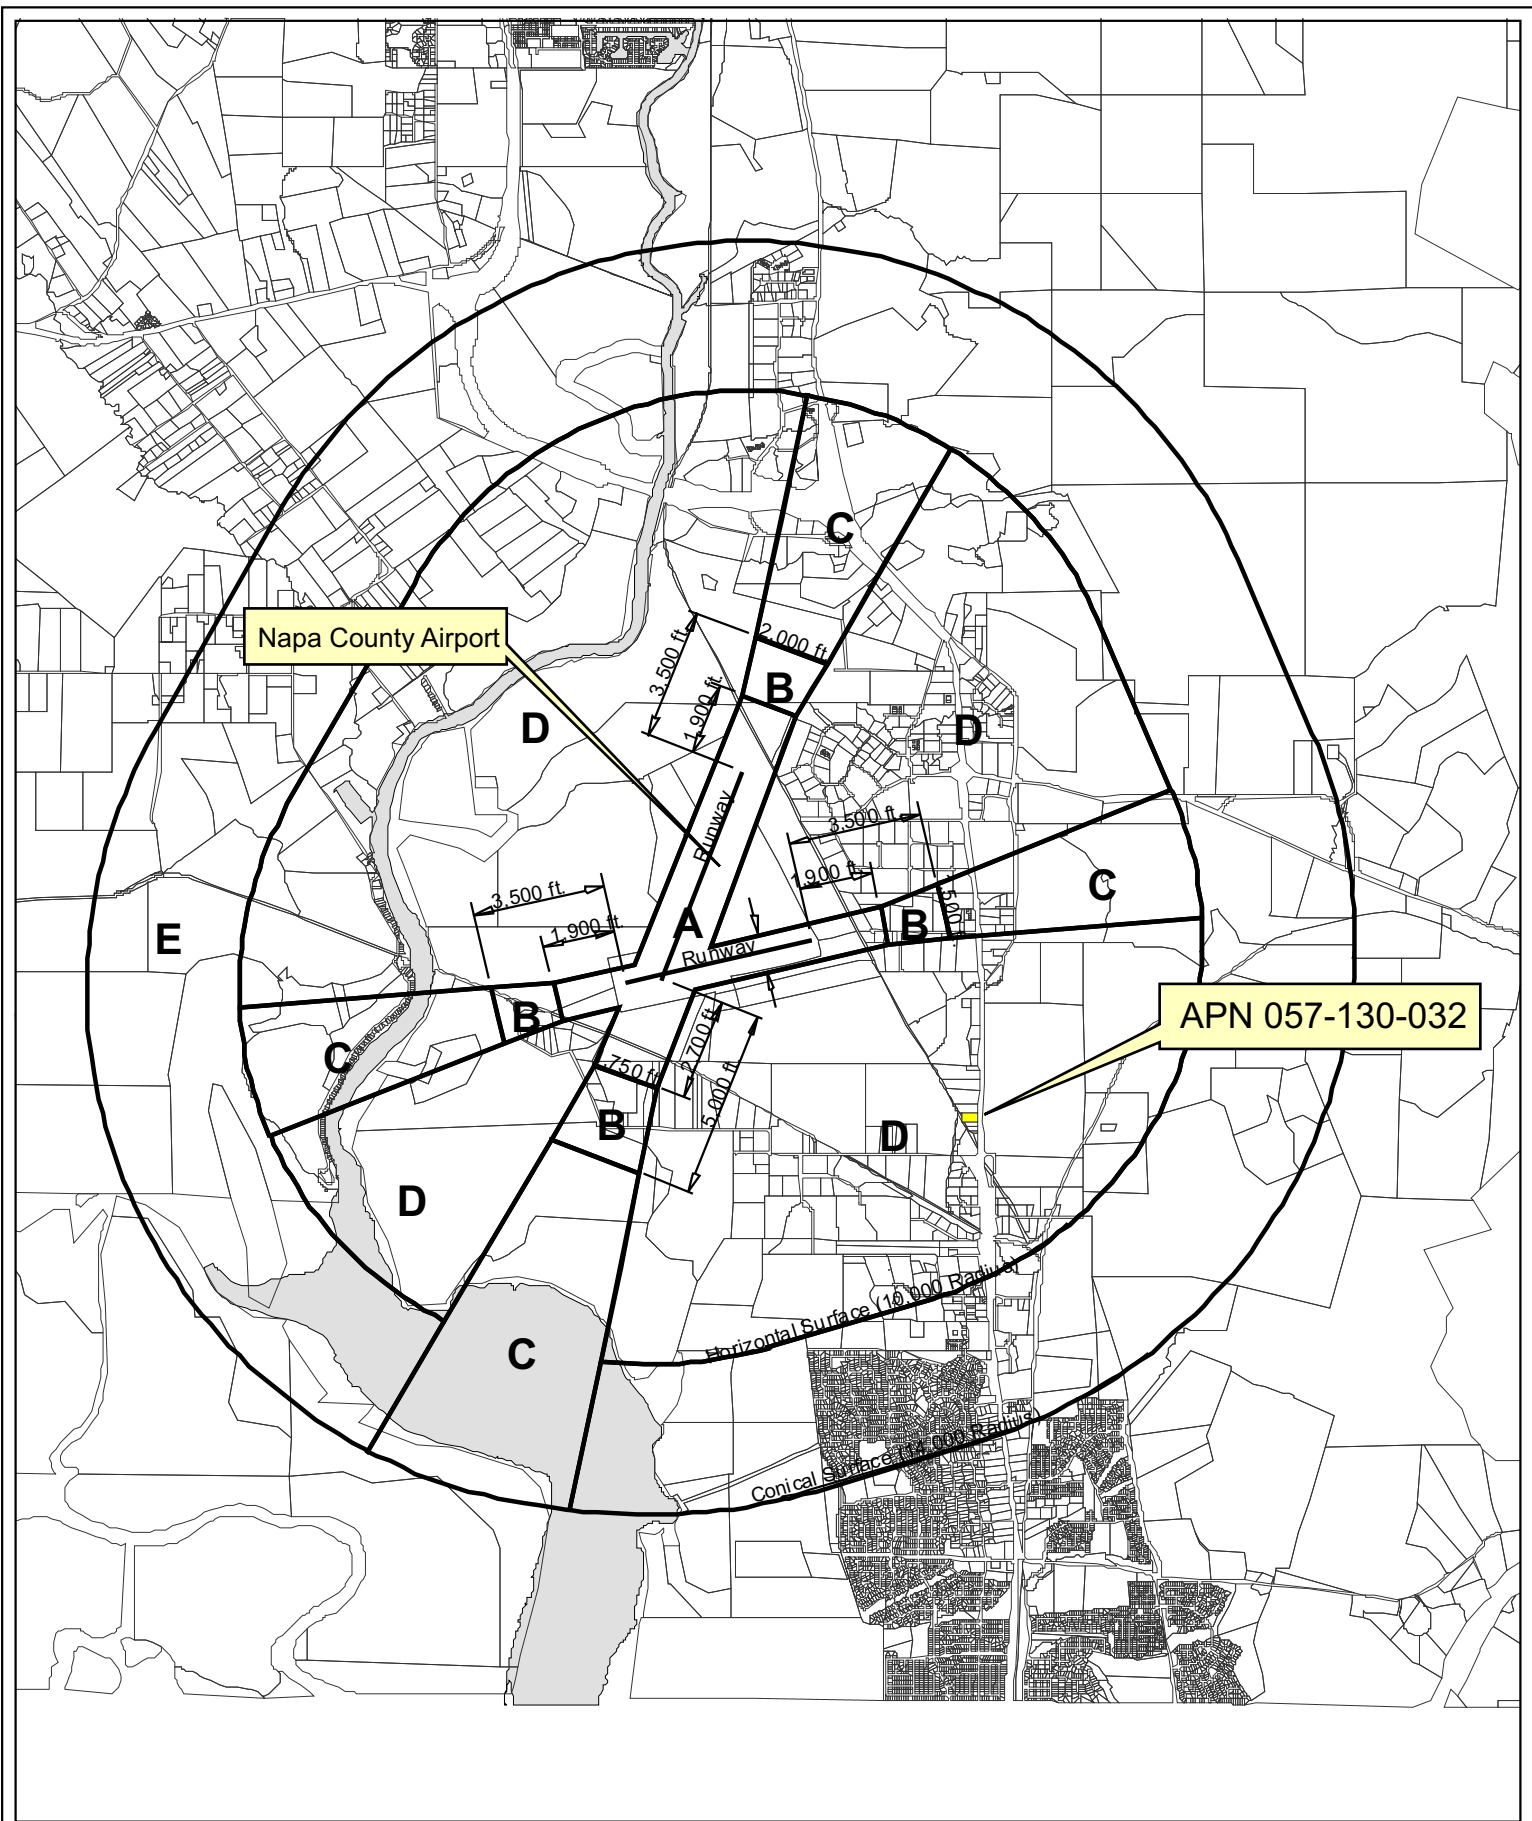 C
Napa County Airport
2,000 ft.
3,500 ft.
1,900 ft.
B
D
D
Runway
3,500 ft.
1,900 ft.
C
3,500 ft.
1,900 ft.
A
B
E
Runway
APN 057-130-032
B
C
2,700 ft.
5,000 ft.
B
D
D
Horizontal Surface (10,000 Radius)
C
Conical Surface (14,000 Radius)